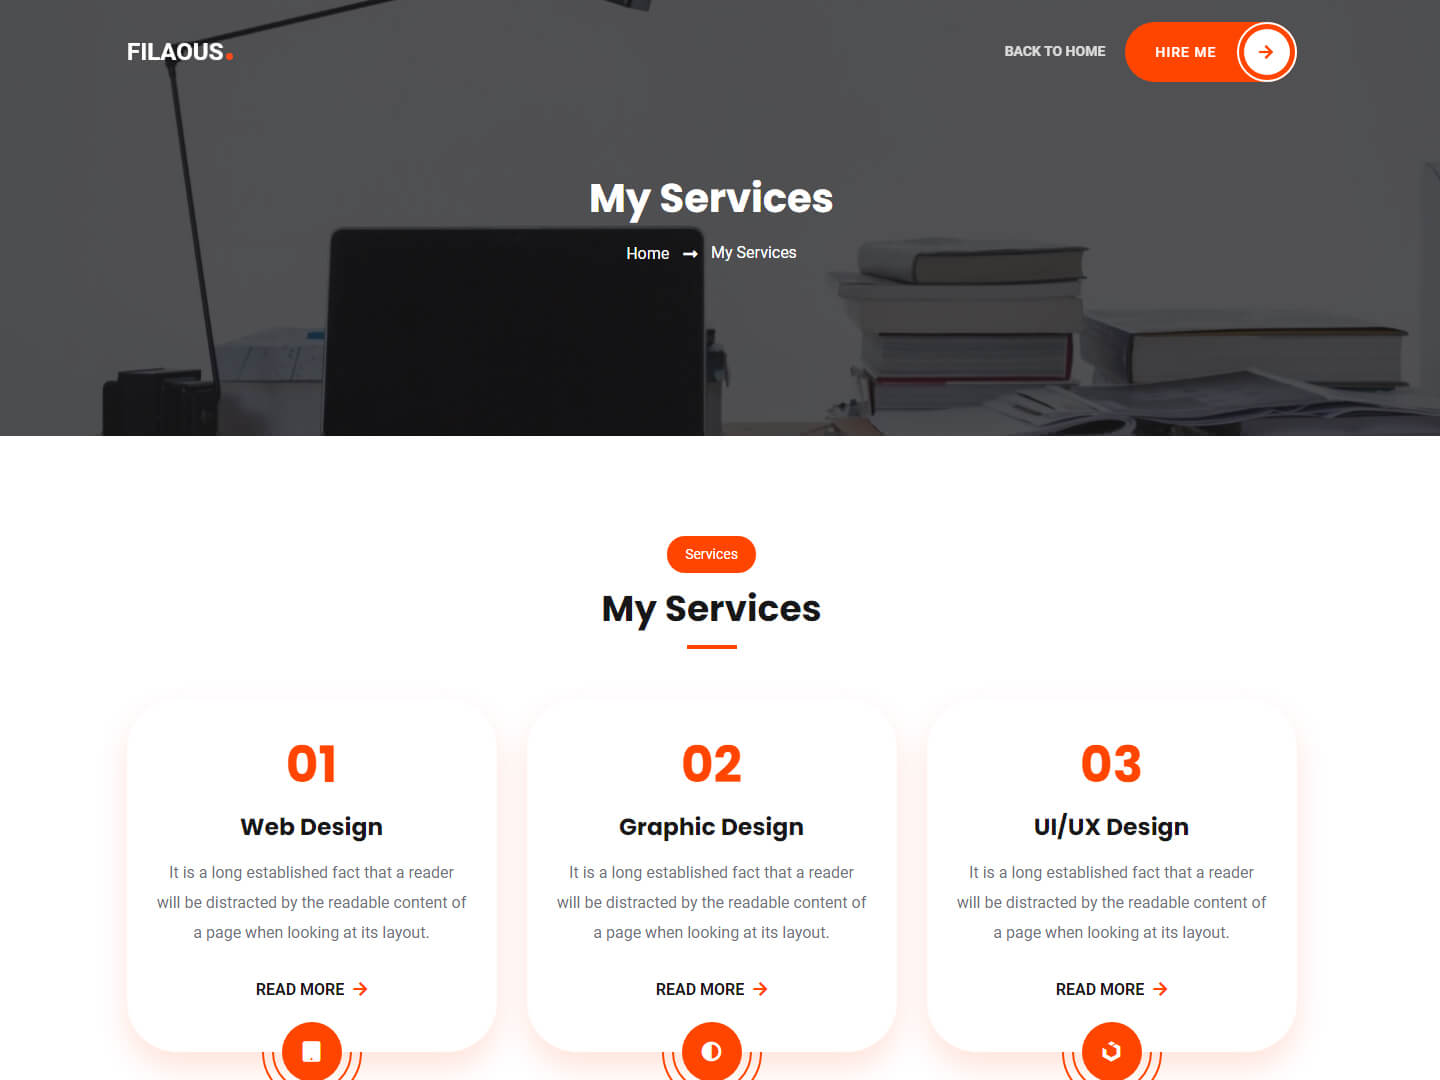 FILAOUS.
BACK TO HOME
HIRE ME
My Services
Home
My Services
Services
My Services
01
Web Design
It is a long established fact that a reader
will be distracted by the readable content of
a page when looking at its layout.
READ MORE
02
Graphic Design
It is a long established fact that a reader
will be distracted by the readable content of
a page when looking at its layout.
READ MORE
03
UI/UX Design
It is a long established fact that a reader
will be distracted by the readable content of
a page when looking at its layout.
READ MORE